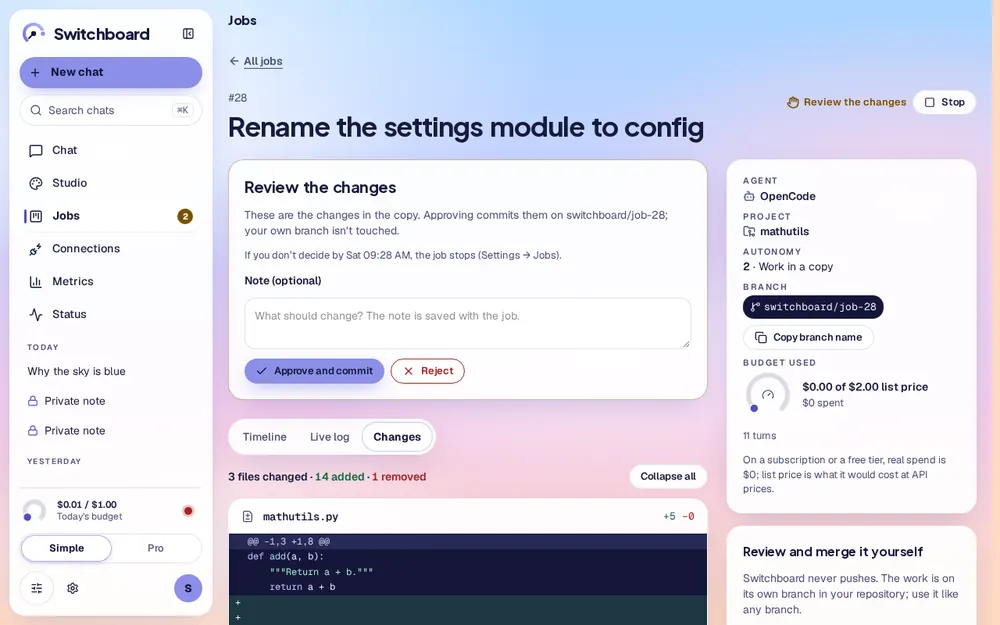 Switchboard
New chat
Search chats
⌘K
Chat
Studio
Jobs
2
Connections
Metrics
Status
TODAY
Why the sky is blue
Private note
Private note
YESTERDAY
$0.01 / $1.00
Today's budget
Simple
Pro
S
Jobs
← All jobs
#28
Rename the settings module to config
Review the changes
Stop
Review the changes
These are the changes in the copy. Approving commits them on switchboard/job-28;
your own branch isn't touched.
If you don't decide by Sat 09:28 AM, the job stops (Settings → Jobs).
Note (optional)
What should change? The note is saved with the job.
Approve and commit
Reject
Timeline
Live log
Changes
3 files changed · 14 added · 1 removed
Collapse all
mathutils.py
+5 −0
@@ -1,3 +1,8 @@
def add(a, b):
"""Return a + b."""
return a + b
+
+
AGENT
OpenCode
PROJECT
mathutils
AUTONOMY
2 · Work in a copy
BRANCH
switchboard/job-28
Copy branch name
BUDGET USED
$0.00 of $2.00 list price
$0 spent
11 turns
On a subscription or a free tier, real spend is
$0; list price is what it would cost at API
prices.
Review and merge it yourself
Switchboard never pushes. The work is on
its own branch in your repository; use it like
any branch.